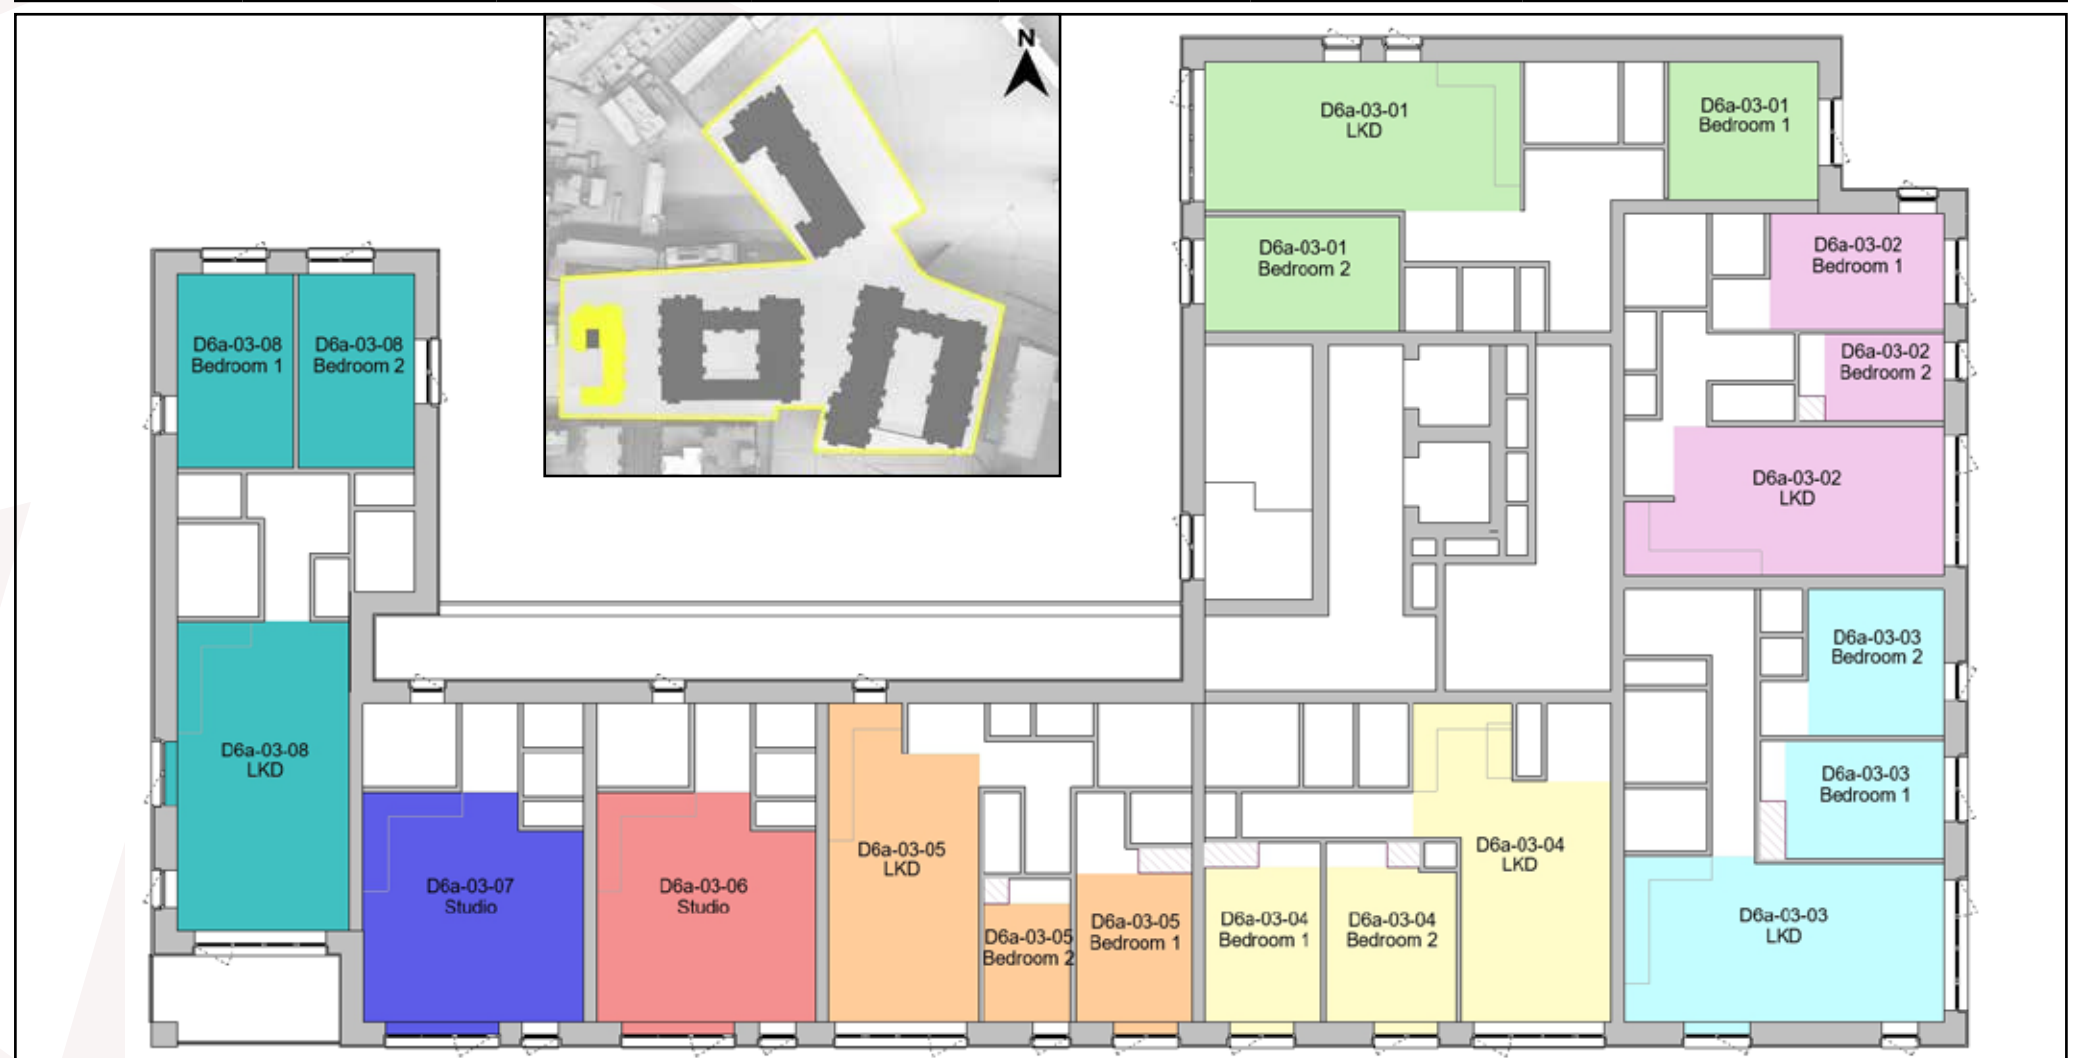 N
D6a-03-01
LKD
D6a-03-01
Bedroom 1
D6a-03-01
Bedroom 2
D6a-03-02
Bedroom 1
D6a-03-02
Bedroom 2
D6a-03-02
LKD
D6a-03-08
Bedroom 1
D6a-03-08
Bedroom 2
D6a-03-08
LKD
D6a-03-03
Bedroom 2
D6a-03-03
Bedroom 1
D6a-03-03
LKD
D6a-03-07
Studio
D6a-03-06
Studio
D6a-03-05
LKD
D6a-03-05
Bedroom 2
D6a-03-05
Bedroom 1
D6a-03-04
Bedroom 1
D6a-03-04
Bedroom 2
D6a-03-04
LKD